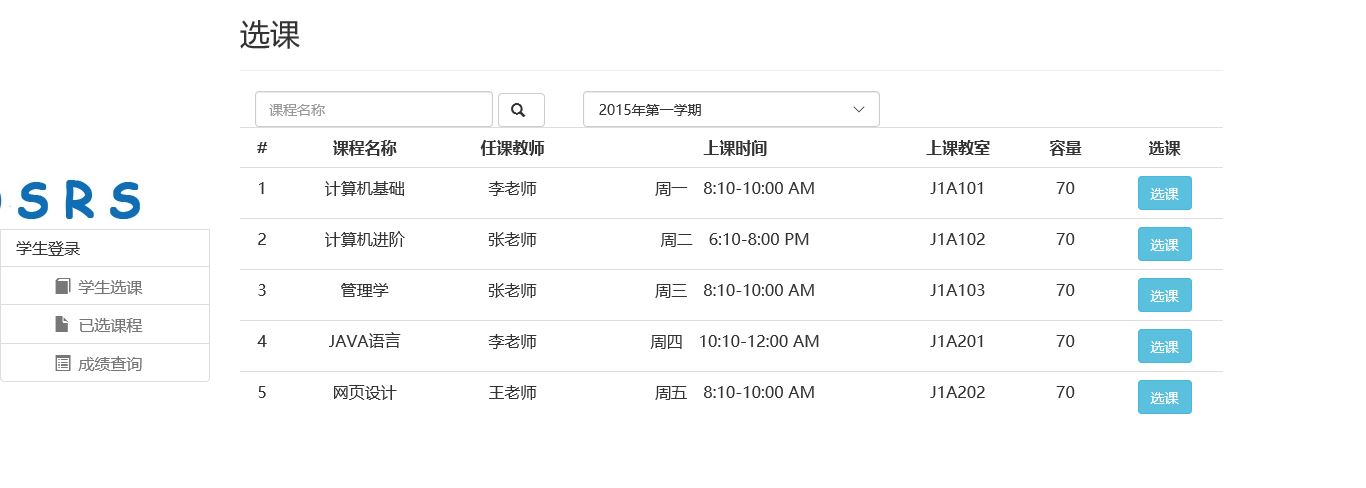 选课
课程名称
2015年第一学期
# 课程名称 任课教师 上课时间 上课教室 容量 选课
1 计算机基础 李老师 周一 8:10-10:00 AM J1A101 70 选课
2 计算机进阶 张老师 周二 6:10-8:00 PM J1A102 70 选课
3 管理学 张老师 周三 8:10-10:00 AM J1A103 70 选课
4 JAVA语言 李老师 周四 10:10-12:00 AM J1A201 70 选课
5 网页设计 王老师 周五 8:10-10:00 AM J1A202 70 选课
SRS
学生登录
学生选课
已选课程
成绩查询